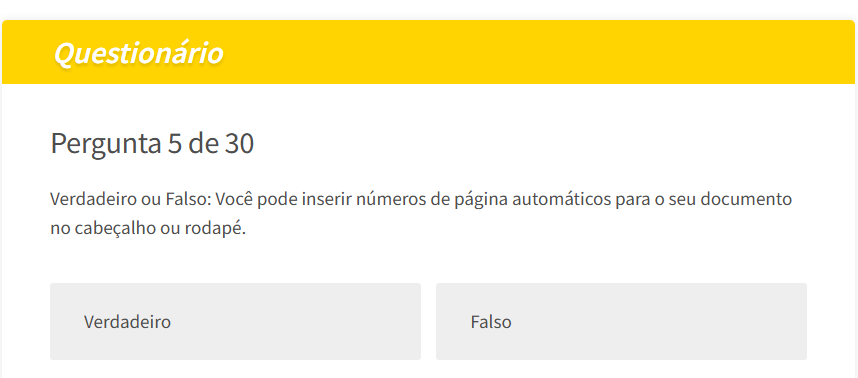 Questionário
Pergunta 5 de 30
Verdadeiro ou Falso: Você pode inserir números de página automáticos para o seu documento
no cabeçalho ou rodapé.
Verdadeiro
Falso